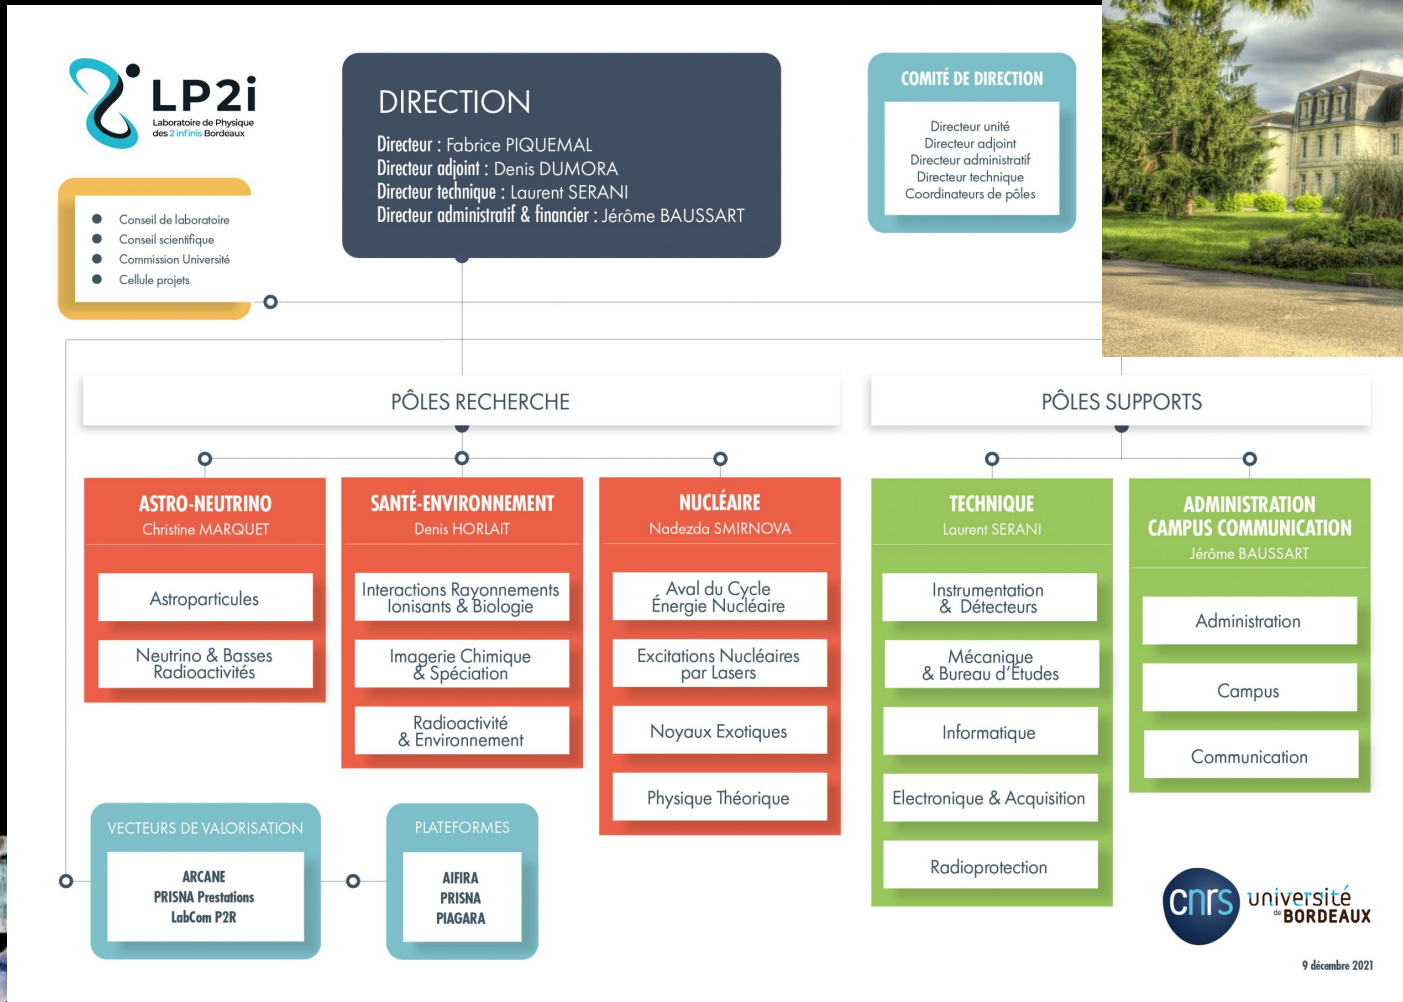 LP2i
Laboratoire de Physique
des 2 infinis Bordeaux
DIRECTION
Directeur : Fabrice PIQUEMAL
Directeur adjoint : Denis DUMORA
Directeur technique : Laurent SERANI
Directeur administratif & financier : Jérôme BAUSSART
COMITÉ DE DIRECTION
Directeur unité
Directeur adjoint
Directeur administratif
Directeur technique
Coordinateurs de pôles
Conseil de laboratoire
Conseil scientifique
Commission Université
Cellule projets
PÔLES RECHERCHE
PÔLES SUPPORTS
ASTRO-NEUTRINO
Christine MARQUET
Astroparticules
Neutrino & Basses
Radioactivités
SANTÉ-ENVIRONNEMENT
Denis HORLAIT
Interactions Rayonnements
Ionisants & Biologie
Imagerie Chimique
& Spéciation
Radioactivité
& Environnement
NUCLÉAIRE
Nadezda SMIRNOVA
Aval du Cycle
Énergie Nucléaire
Excitations Nucléaires
par Lasers
Noyaux Exotiques
Physique Théorique
TECHNIQUE
Laurent SERANI
Instrumentation
& Détecteurs
Mécanique
& Bureau d'Études
Informatique
Electronique & Acquisition
Radioprotection
ADMINISTRATION
CAMPUS COMMUNICATION
Jérôme BAUSSART
Administration
Campus
Communication
VECTEURS DE VALORISATION
ARCANE
PRISNA Prestations
LabCom P2R
PLATEFORMES
AIFIRA
PRISNA
PIAGARA
cnrs
université
de BORDEAUX
9 décembre 2021